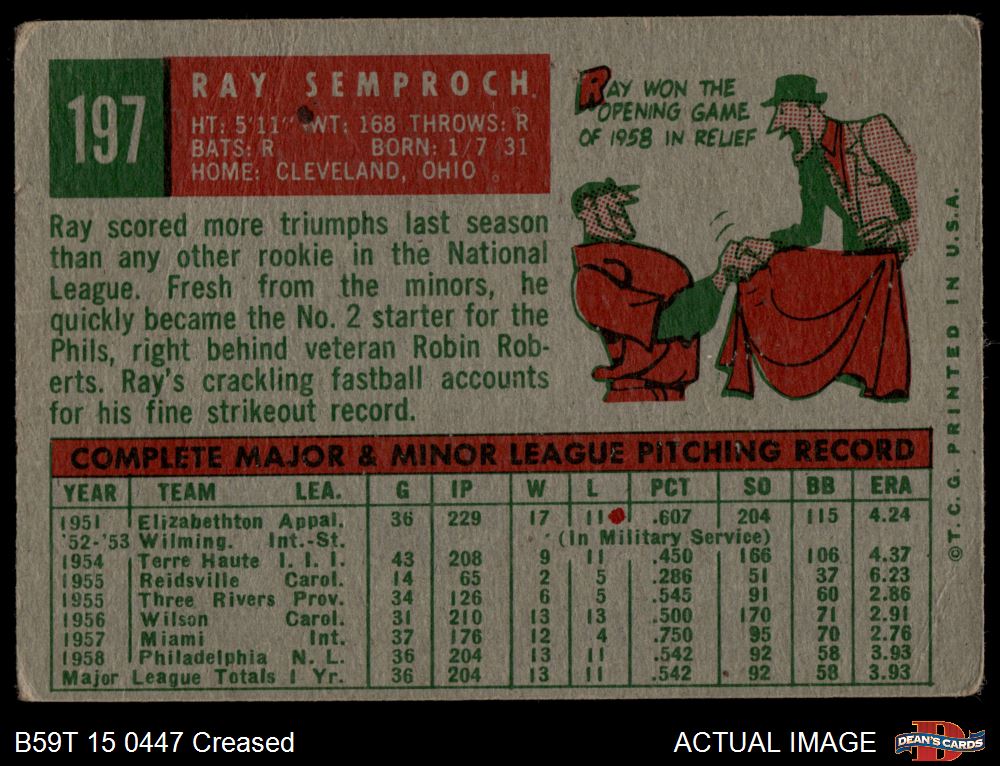 197
RAY SEMPROCH
HT: 5'11" WT: 168 THROWS: R
BATS: R BORN: 1/7 31
HOME: CLEVELAND, OHIO
RAY WON THE
OPENING GAME
OF 1958 IN RELIEF
Ray scored more triumphs last season
than any other rookie in the National
League. Fresh from the minors, he
quickly became the No. 2 starter for the
Phils, right behind veteran Robin Rob-
erts. Ray's crackling fastball accounts
for his fine strikeout record.
COMPLETE MAJOR & MINOR LEAGUE PITCHING RECORD
YEAR TEAM LEA. G IP W L PCT SO BB ERA
1951 Elizabethton Appal. 36 229 17 11 .607 204 115 4.24
'52-'53 Wilming. Int.-St. (In Military Service)
1954 Terre Haute I. I. I. 43 208 9 11 .450 166 106 4.37
1955 Reidsville Carol. 14 65 2 5 .286 51 37 6.23
1955 Three Rivers Prov. 34 126 6 5 .545 91 60 2.86
1956 Wilson Carol. 31 210 13 13 .500 170 71 2.91
1957 Miami Int. 37 176 12 4 .750 95 70 2.76
1958 Philadelphia N. L. 36 204 13 11 .542 92 58 3.93
Major League Totals 1 Yr. 36 204 13 11 .542 92 58 3.93
©T. C. G. PRINTED IN U.S.A.
B59T 15 0447 Creased
ACTUAL IMAGE
DEAN'S CARDS